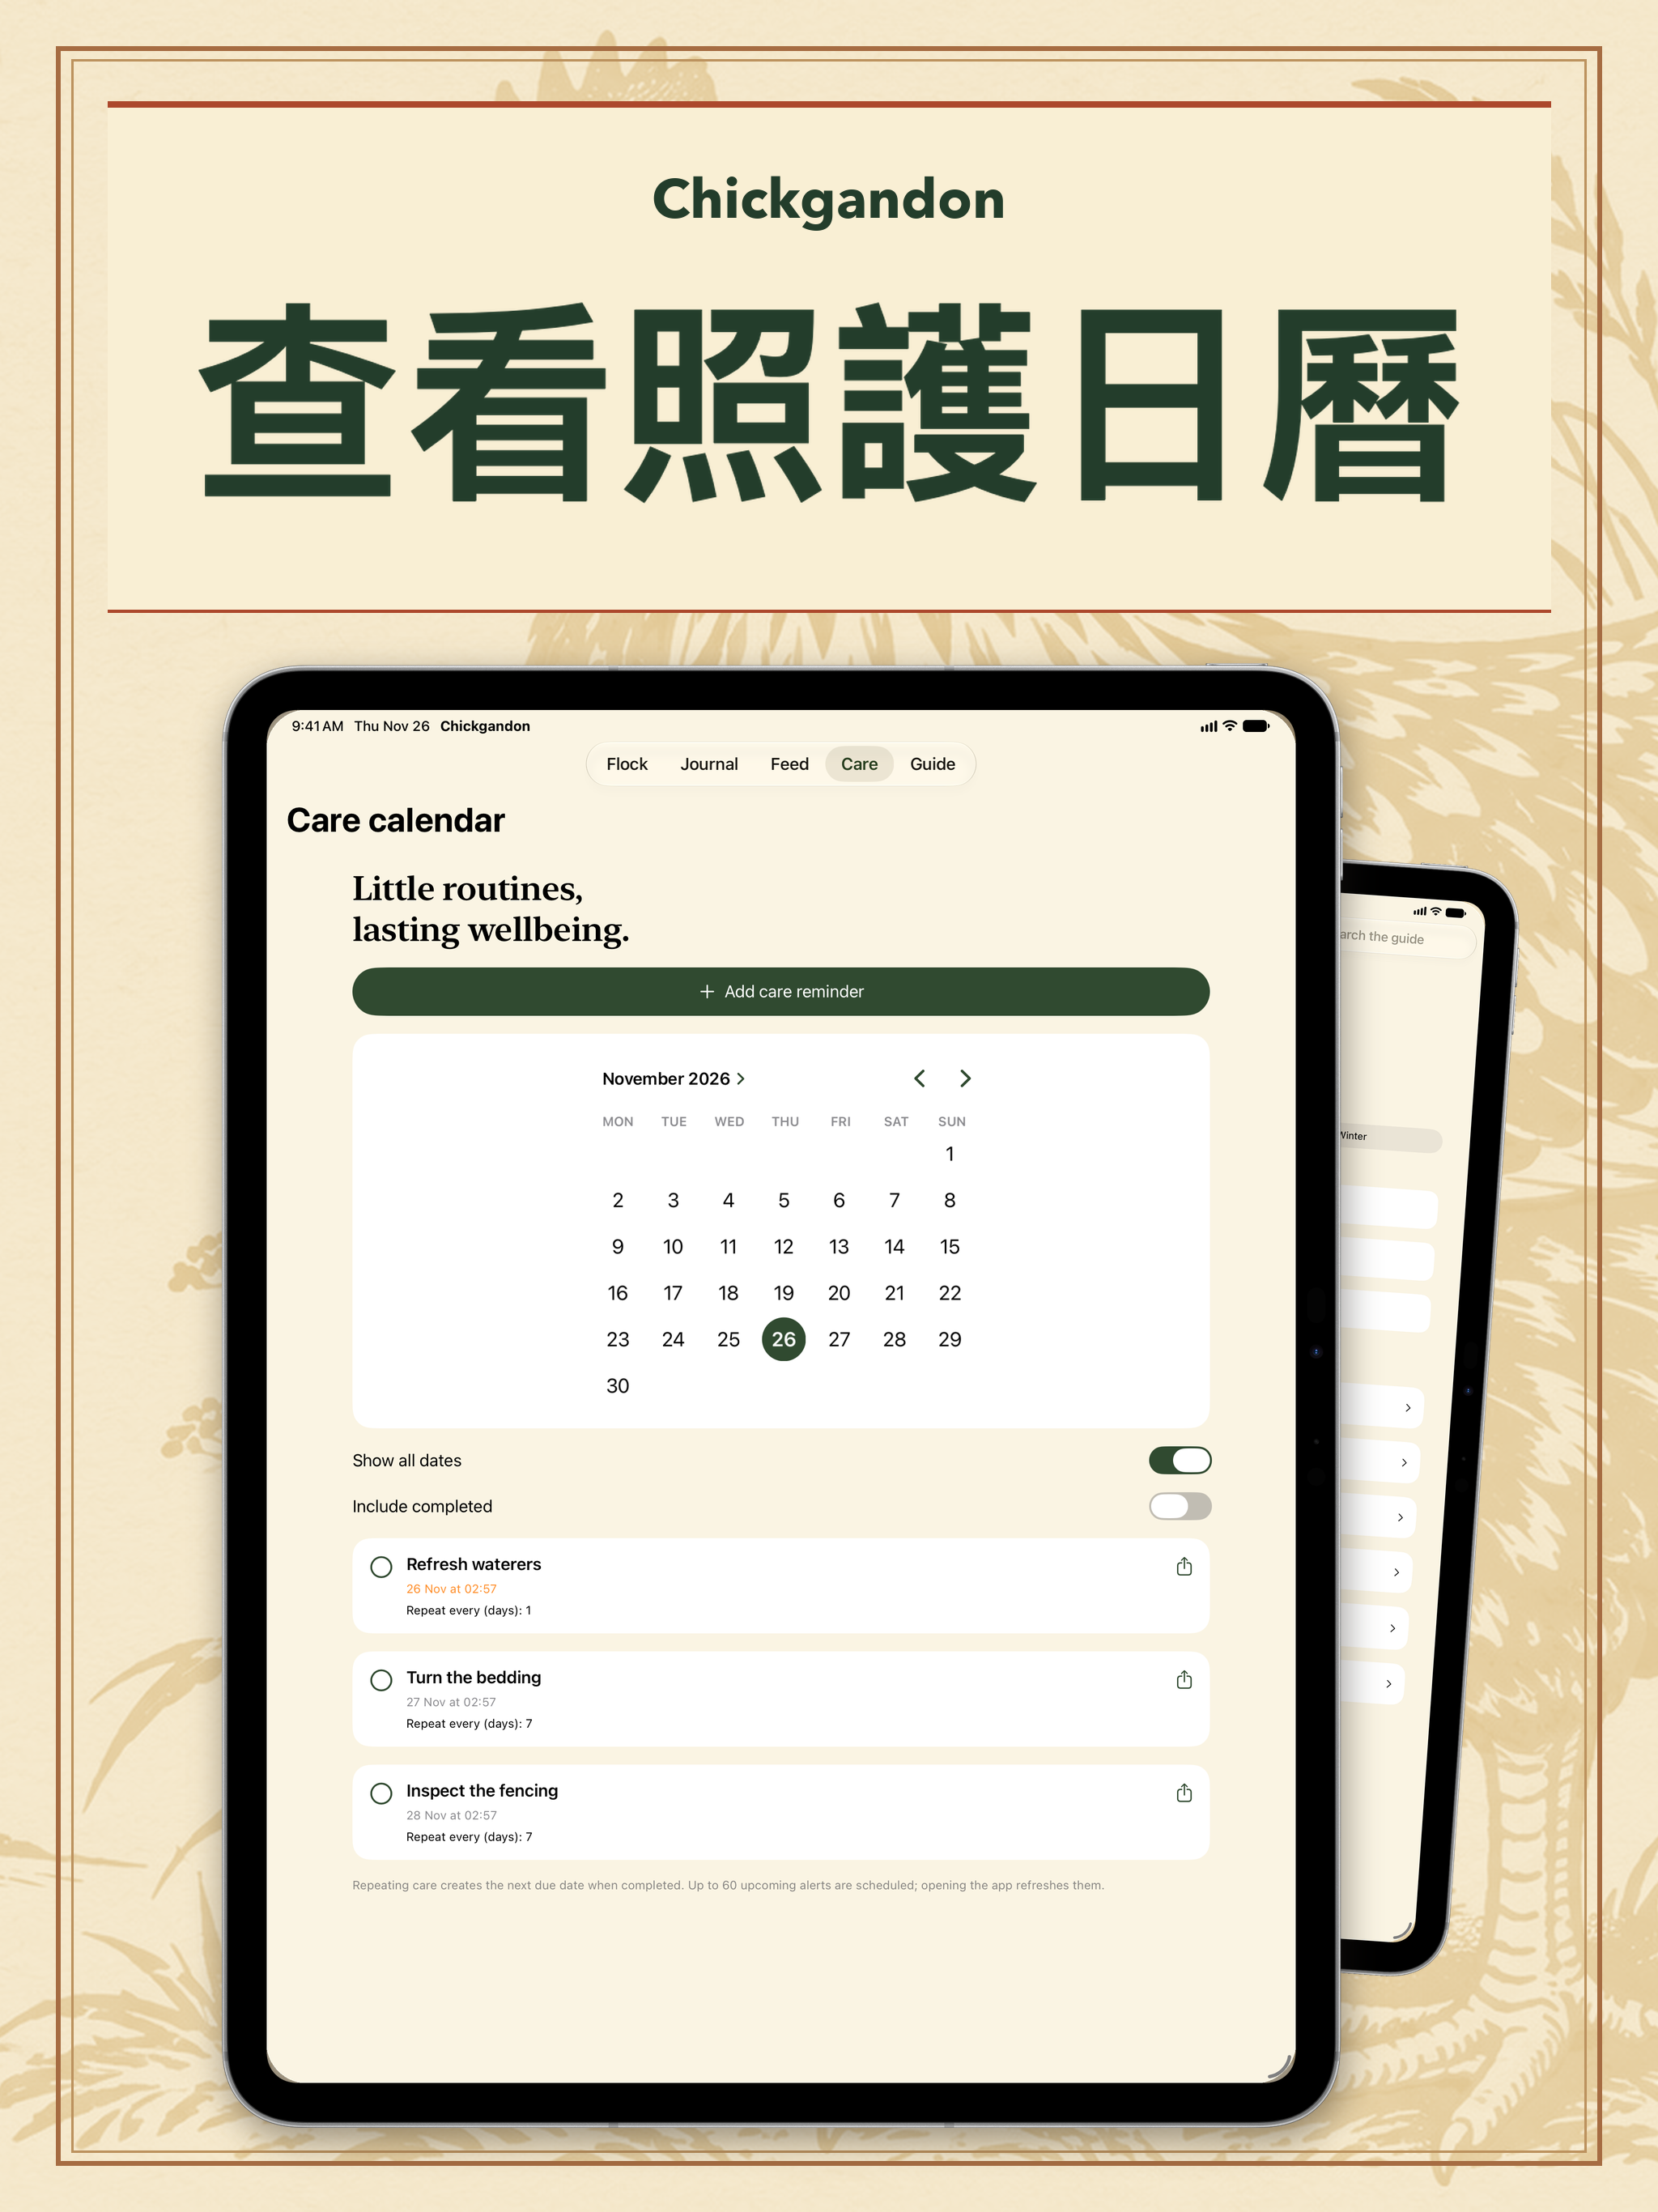 Chickgandon
查看照護日曆
9:41 AM Thu Nov 26 Chickgandon
Flock Journal Feed Care Guide
Care calendar
Little routines,
lasting wellbeing.
+ Add care reminder
November 2026
MON TUE WED THU FRI SAT SUN
1
2 3 4 5 6 7 8
9 10 11 12 13 14 15
16 17 18 19 20 21 22
23 24 25 26 27 28 29
30
Show all dates
Include completed
Refresh waterers
26 Nov at 02:57
Repeat every (days): 1
Turn the bedding
27 Nov at 02:57
Repeat every (days): 7
Inspect the fencing
28 Nov at 02:57
Repeat every (days): 7
Repeating care creates the next due date when completed. Up to 60 upcoming alerts are scheduled; opening the app refreshes them.
the guide
Winter